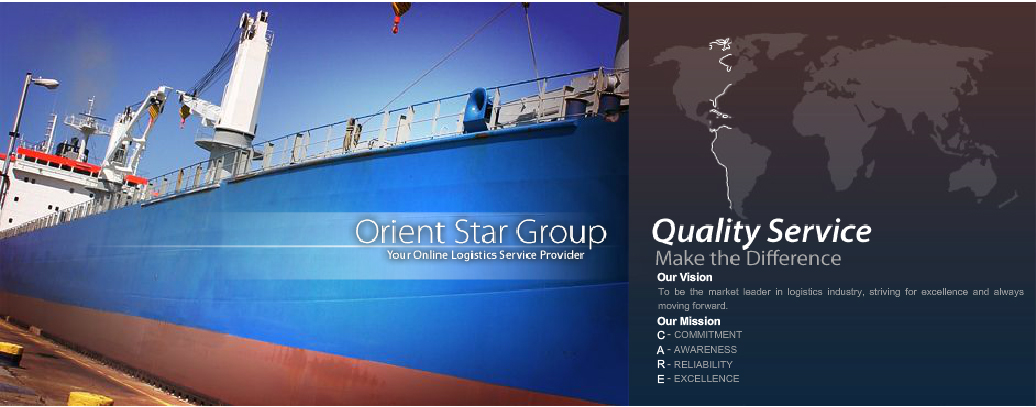 Orient Star Group
Your Online Logistics Service Provider
Quality Service
Make the Difference
Our Vision
To be the market leader in logistics industry, striving for excellence and always
moving forward.
Our Mission
C - COMMITMENT
A - AWARENESS
R - RELIABILITY
E - EXCELLENCE